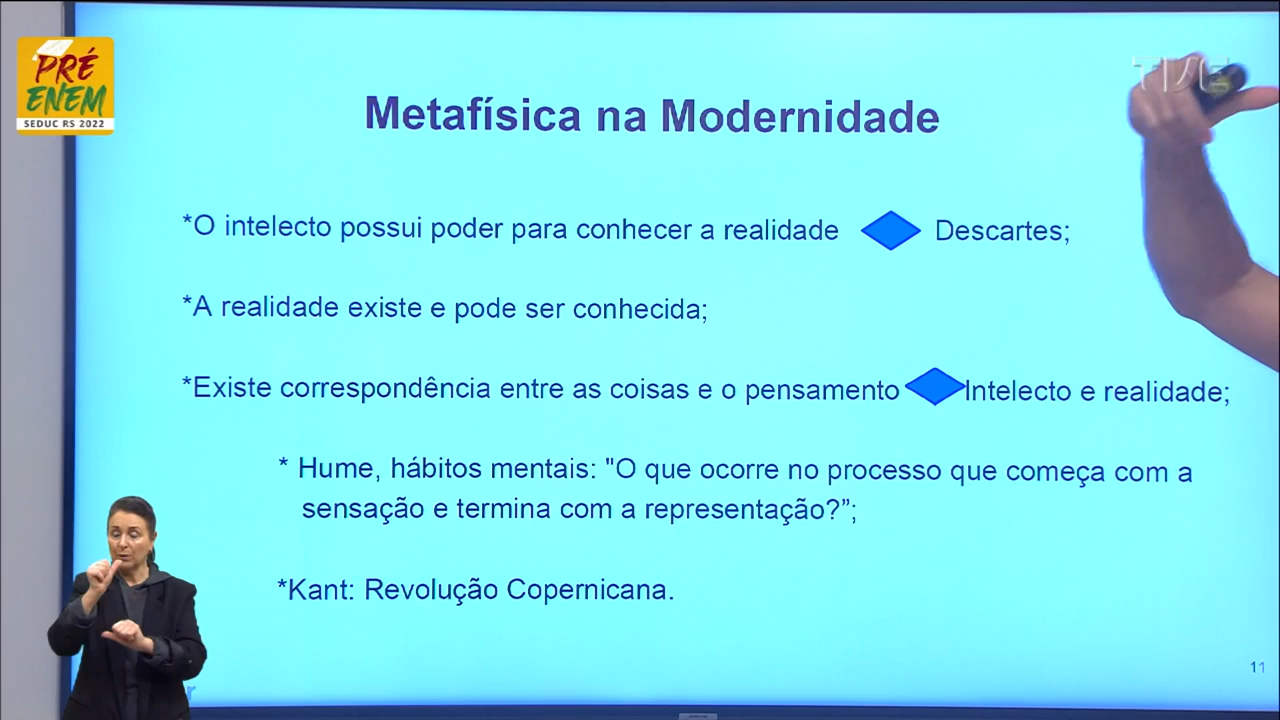 PRÉ
ENEM
SEDUC RS 2022
TVE
Metafísica na Modernidade
*O intelecto possui poder para conhecer a realidade Descartes;
*A realidade existe e pode ser conhecida;
*Existe correspondência entre as coisas e o pensamento Intelecto e realidade;
* Hume, hábitos mentais: "O que ocorre no processo que começa com a
sensação e termina com a representação?”;
*Kant: Revolução Copernicana.
11